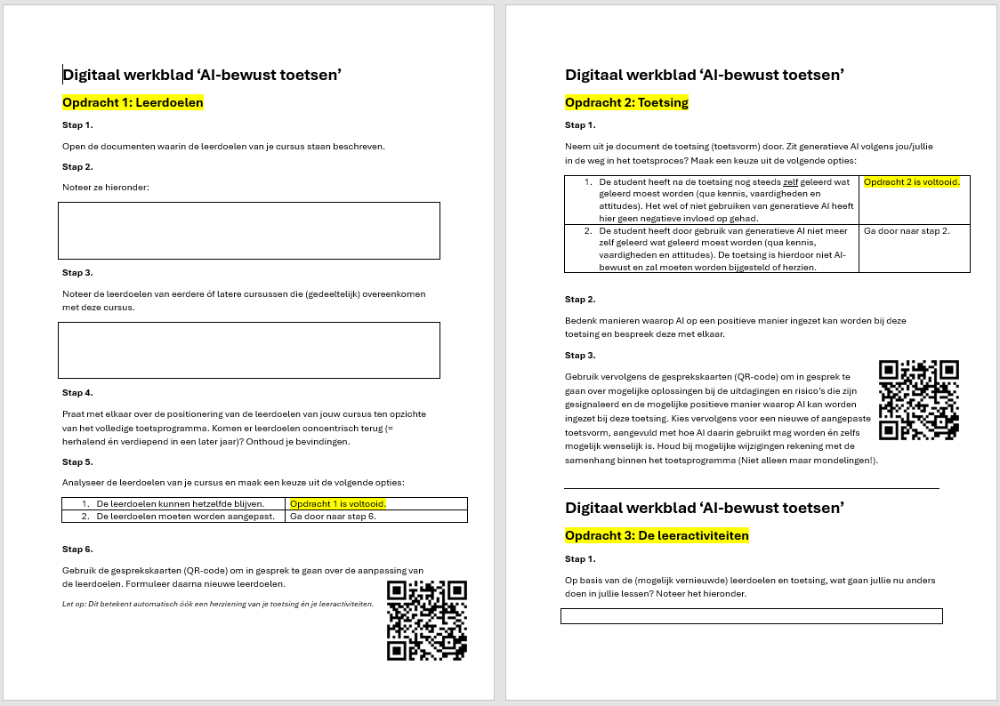 Digitaal werkblad ‘AI-bewust toetsen’
Opdracht 1: Leerdoelen
Stap 1.
Open de documenten waarin de leerdoelen van je cursus staan beschreven.
Stap 2.
Noteer ze hieronder:
Stap 3.
Noteer de leerdoelen van eerdere óf latere cursussen die (gedeeltelijk) overeenkomen
met deze cursus.
Stap 4.
Praat met elkaar over de positionering van de leerdoelen van jouw cursus ten opzichte
van het volledige toetsprogramma. Komen er leerdoelen concentrisch terug (=
herhalend én verdiepend in een later jaar)? Onthoud je bevindingen.
Stap 5.
Analyseer de leerdoelen van je cursus en maak een keuze uit de volgende opties:
1. De leerdoelen kunnen hetzelfde blijven. Opdracht 1 is voltooid.
2. De leerdoelen moeten worden aangepast. Ga door naar stap 6.
Stap 6.
Gebruik de gesprekskaarten (QR-code) om in gesprek te gaan over de aanpassing van
de leerdoelen. Formuleer daarna nieuwe leerdoelen.
Let op: Dit betekent automatisch óók een herziening van je toetsing én je leeractiviteiten.
Digitaal werkblad ‘AI-bewust toetsen’
Opdracht 2: Toetsing
Stap 1.
Neem uit je document de toetsing (toetsvorm) door. Zit generatieve AI volgens jou/jullie
in de weg in het toetsproces? Maak een keuze uit de volgende opties:
1. De student heeft na de toetsing nog steeds zelf geleerd wat Opdracht 2 is voltooid.
geleerd moest worden (qua kennis, vaardigheden en
attitudes). Het wel of niet gebruiken van generatieve AI heeft
hier geen negatieve invloed op gehad.
2. De student heeft door gebruik van generatieve AI niet meer Ga door naar stap 2.
zelf geleerd wat geleerd moest worden (qua kennis,
vaardigheden en attitudes). De toetsing is hierdoor niet AI-
bewust en zal moeten worden bijgesteld of herzien.
Stap 2.
Bedenk manieren waarop AI op een positieve manier ingezet kan worden bij deze
toetsing en bespreek deze met elkaar.
Stap 3.
Gebruik vervolgens de gesprekskaarten (QR-code) om in gesprek te
gaan over mogelijke oplossingen bij de uitdagingen en risico’s die zijn
gesignaleerd en de mogelijke positieve manier waarop AI kan worden
ingezet bij deze toetsing. Kies vervolgens voor een nieuwe of aangepaste
toetsvorm, aangevuld met hoe AI daarin gebruikt mag worden én zelfs
mogelijk wenselijk is. Houd bij mogelijke wijzigingen rekening met de
samenhang binnen het toetsprogramma (Niet alleen maar mondelingen!).
Digitaal werkblad ‘AI-bewust toetsen’
Opdracht 3: De leeractiviteiten
Stap 1.
Op basis van de (mogelijk vernieuwde) leerdoelen en toetsing, wat gaan jullie nu anders
doen in jullie lessen? Noteer het hieronder.